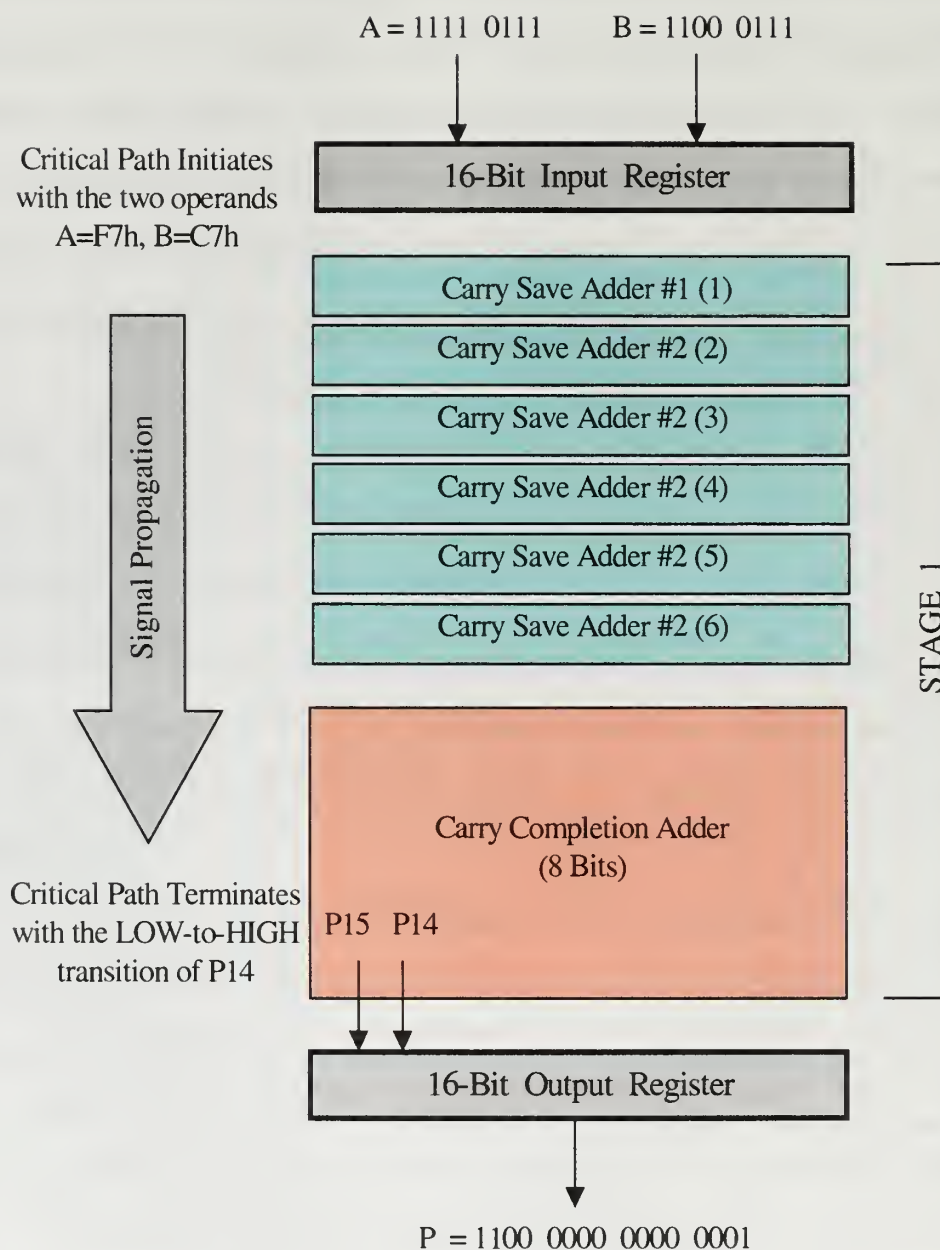 A = 1111 0111
B = 1100 0111
Critical Path Initiates
with the two operands
A=F7h, B=C7h
16-Bit Input Register
Carry Save Adder #1 (1)
Carry Save Adder #2 (2)
Carry Save Adder #2 (3)
Carry Save Adder #2 (4)
Carry Save Adder #2 (5)
Carry Save Adder #2 (6)
Signal Propagation
STAGE 1
Carry Completion Adder
(8 Bits)
Critical Path Terminates
with the LOW-to-HIGH
transition of P14
P15 P14
16-Bit Output Register
P = 1100 0000 0000 0001